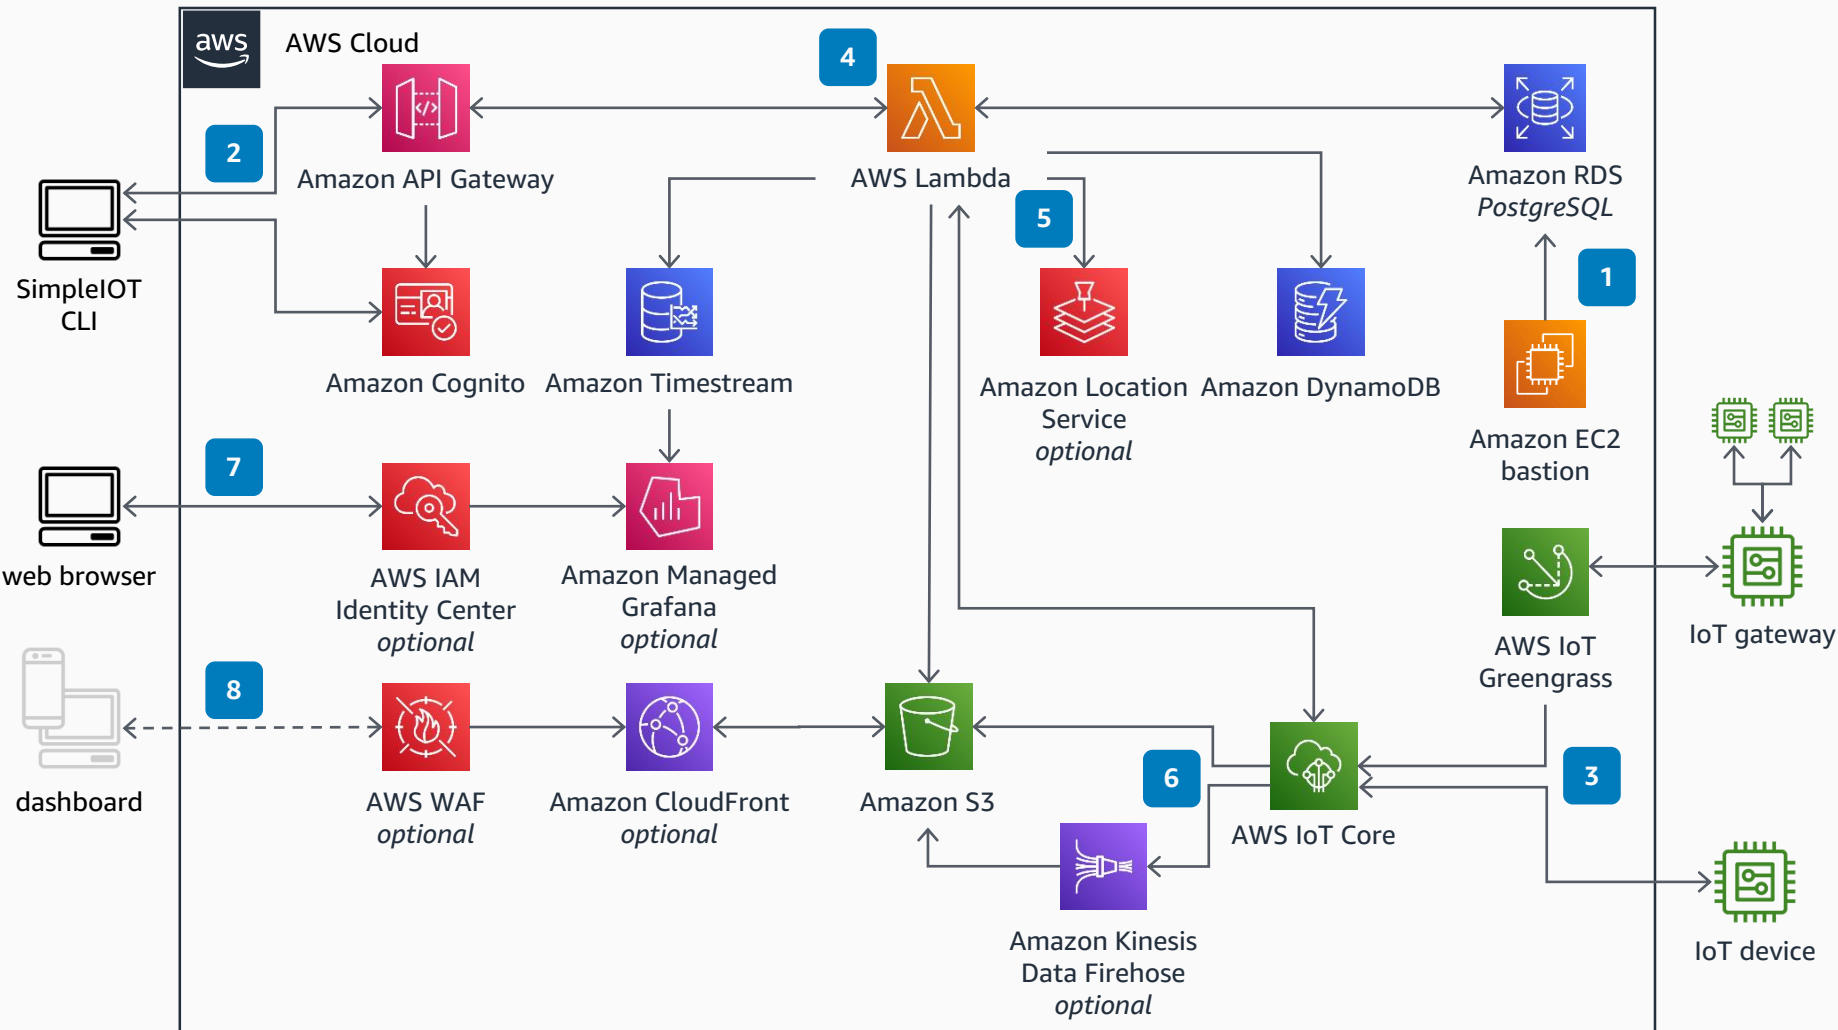 aws
AWS Cloud
4
2
Amazon API Gateway
AWS Lambda
Amazon RDS
PostgreSQL
5
1
SimpleIOT
CLI
Amazon Cognito
Amazon Timestream
Amazon Location
Service
optional
Amazon DynamoDB
Amazon EC2
bastion
7
web browser
AWS IAM
Identity Center
optional
Amazon Managed
Grafana
optional
AWS IoT
Greengrass
IoT gateway
8
dashboard
AWS WAF
optional
Amazon CloudFront
optional
Amazon S3
6
AWS IoT Core
3
Amazon Kinesis
Data Firehose
optional
IoT device